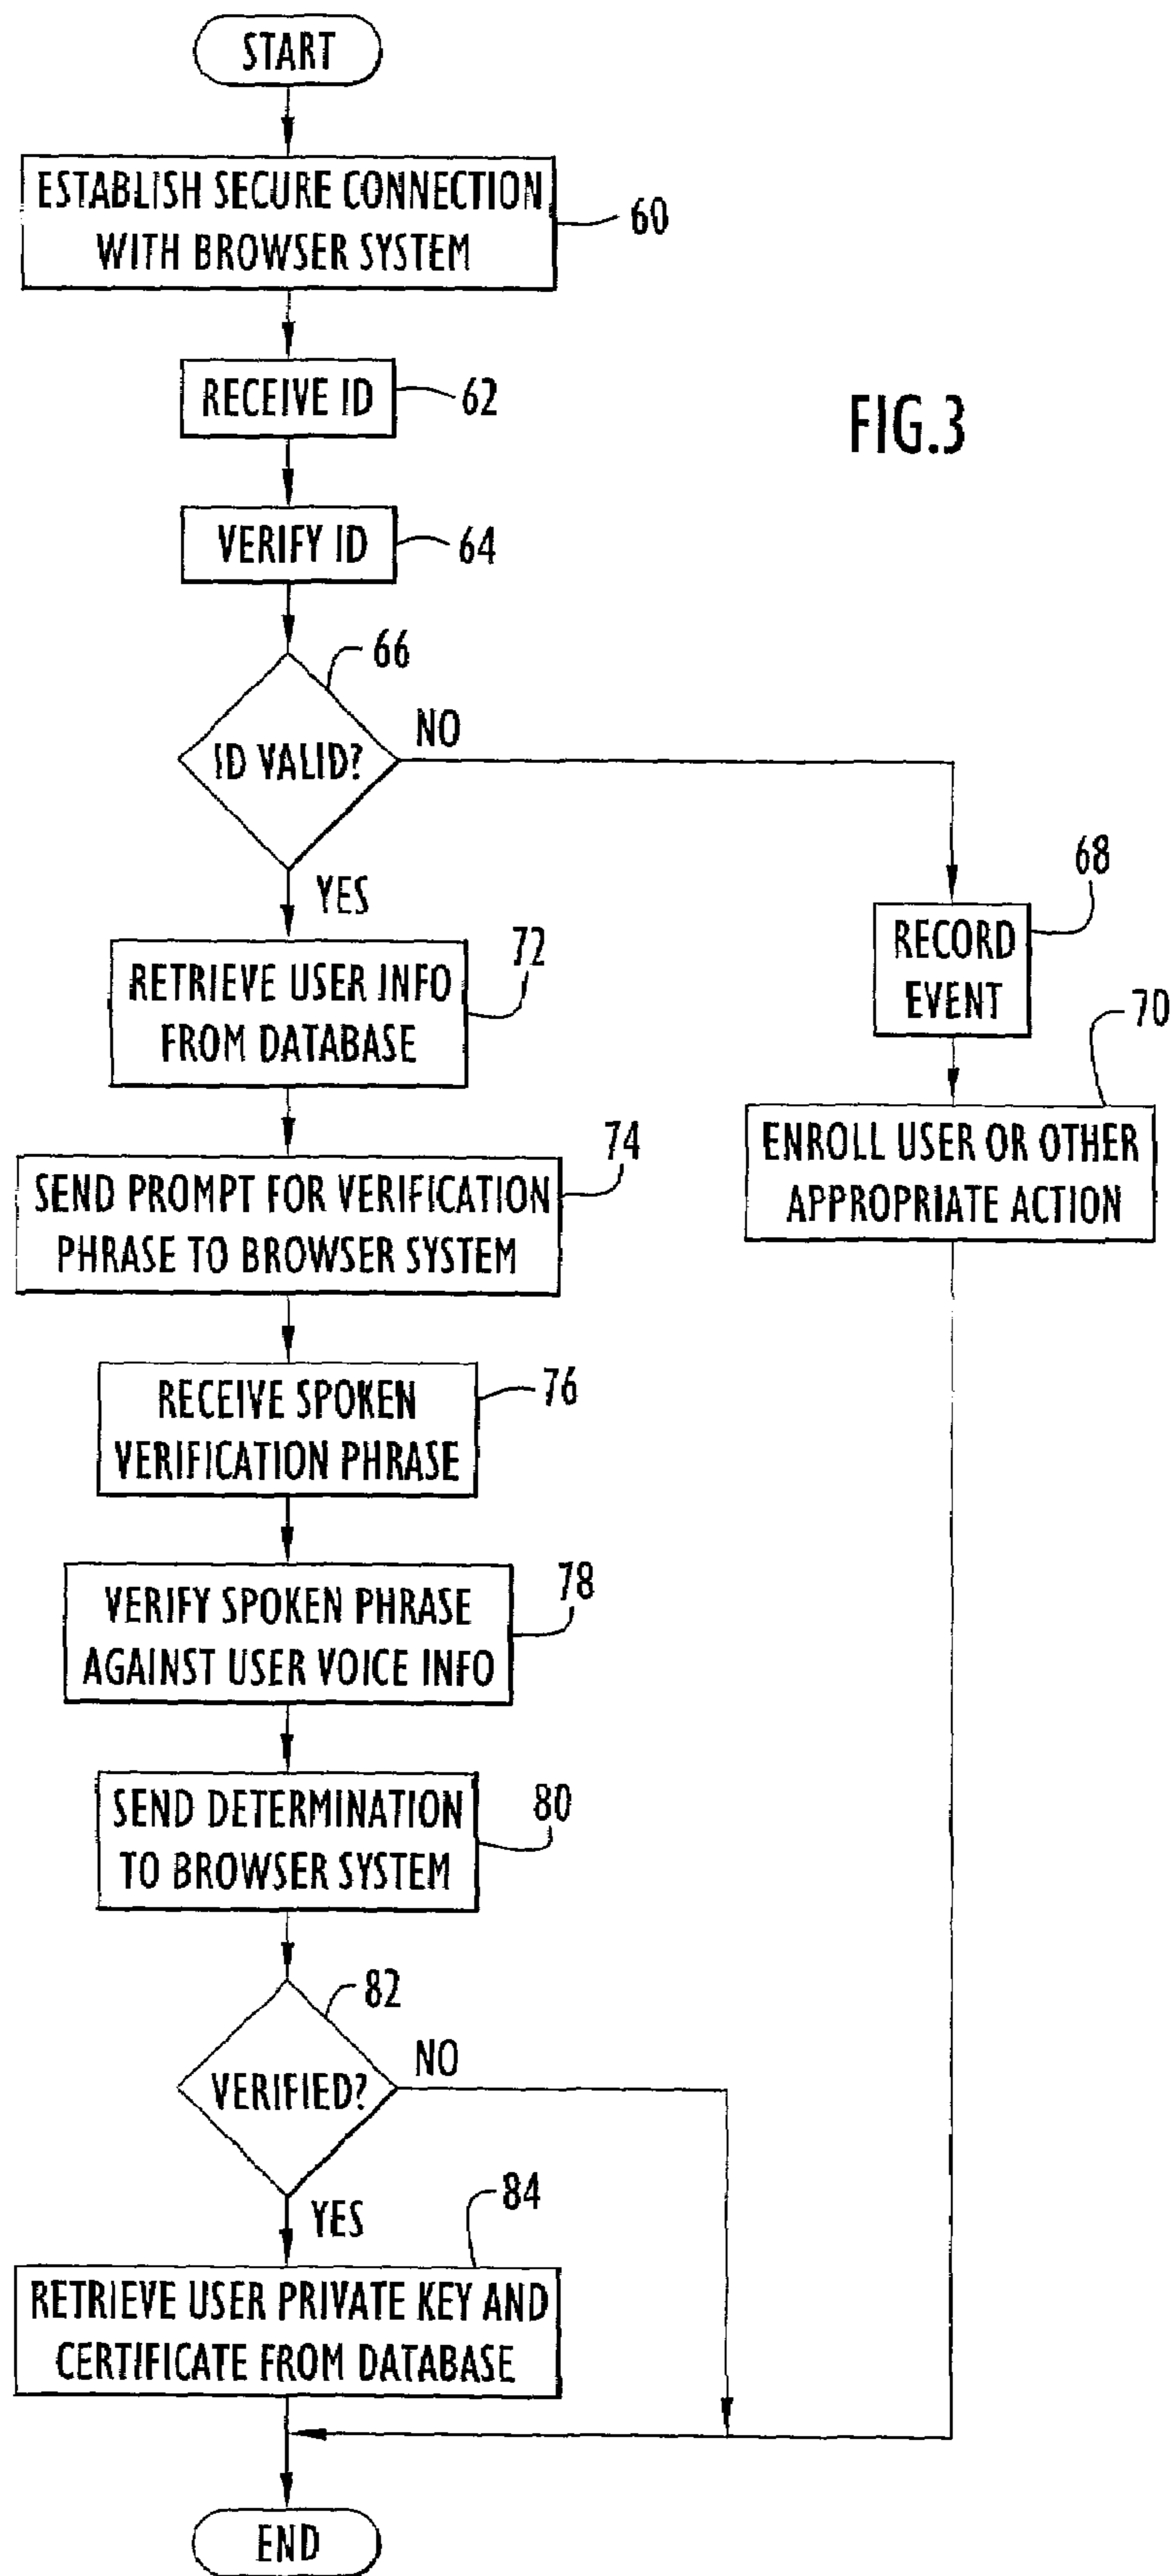 START
ESTABLISH SECURE CONNECTION
WITH BROWSER SYSTEM
60
RECEIVE ID
62
FIG.3
VERIFY ID
64
66
ID VALID?
NO
YES
68
RECORD
EVENT
72
RETRIEVE USER INFO
FROM DATABASE
70
ENROLL USER OR OTHER
APPROPRIATE ACTION
74
SEND PROMPT FOR VERIFICATION
PHRASE TO BROWSER SYSTEM
RECEIVE SPOKEN
VERIFICATION PHRASE
76
VERIFY SPOKEN PHRASE
AGAINST USER VOICE INFO
78
SEND DETERMINATION
TO BROWSER SYSTEM
80
82
VERIFIED?
NO
YES
84
RETRIEVE USER PRIVATE KEY AND
CERTIFICATE FROM DATABASE
END